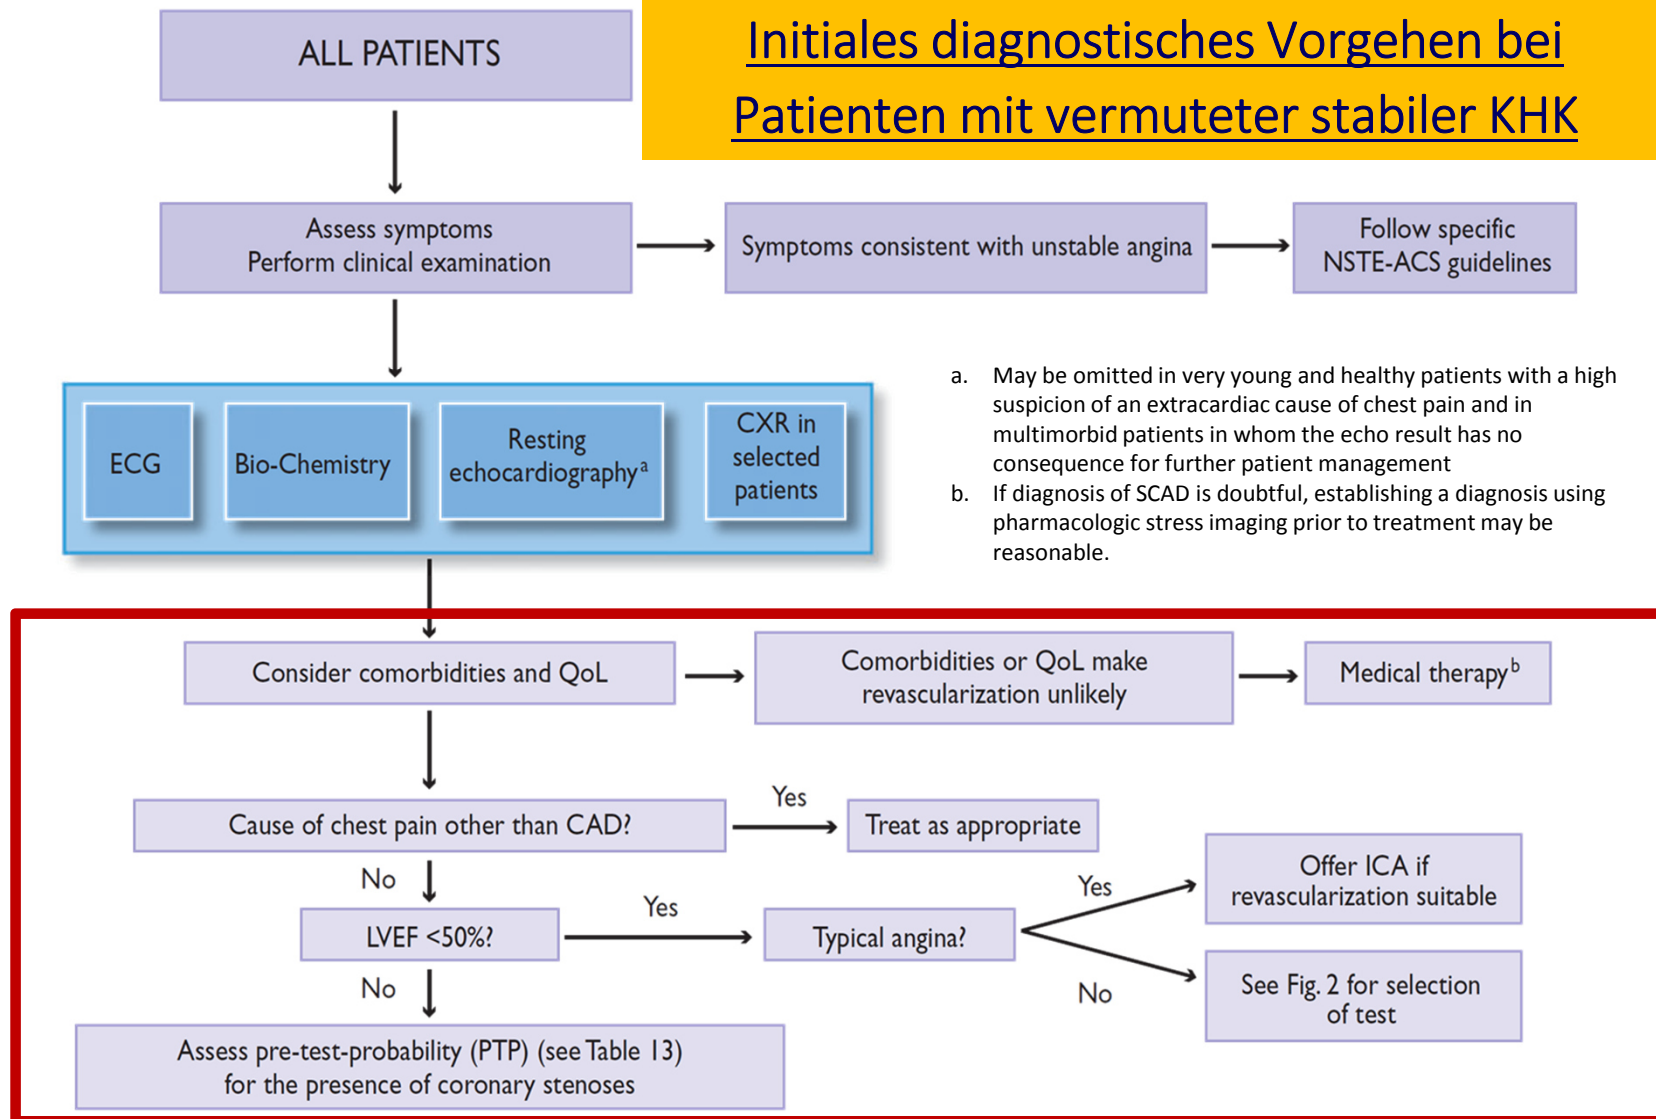 Initiales diagnostisches Vorgehen bei
Patienten mit vermuteter stabiler KHK
ALL PATIENTS
Assess symptoms
Perform clinical examination
Symptoms consistent with unstable angina
Follow specific
NSTE-ACS guidelines
a. May be omitted in very young and healthy patients with a high
suspicion of an extracardiac cause of chest pain and in
multimorbid patients in whom the echo result has no
consequence for further patient management
b. If diagnosis of SCAD is doubtful, establishing a diagnosis using
pharmacologic stress imaging prior to treatment may be
reasonable.
ECG
Bio-Chemistry
Resting
echocardiography a
CXR in
selected
patients
Consider comorbidities and QoL
Comorbidities or QoL make
revascularization unlikely
Medical therapy b
Cause of chest pain other than CAD?
Yes
Treat as appropriate
No
LVEF <50%?
Yes
Typical angina?
Yes
Offer ICA if
revascularization suitable
No
See Fig. 2 for selection
of test
No
Assess pre-test-probability (PTP) (see Table 13)
for the presence of coronary stenoses